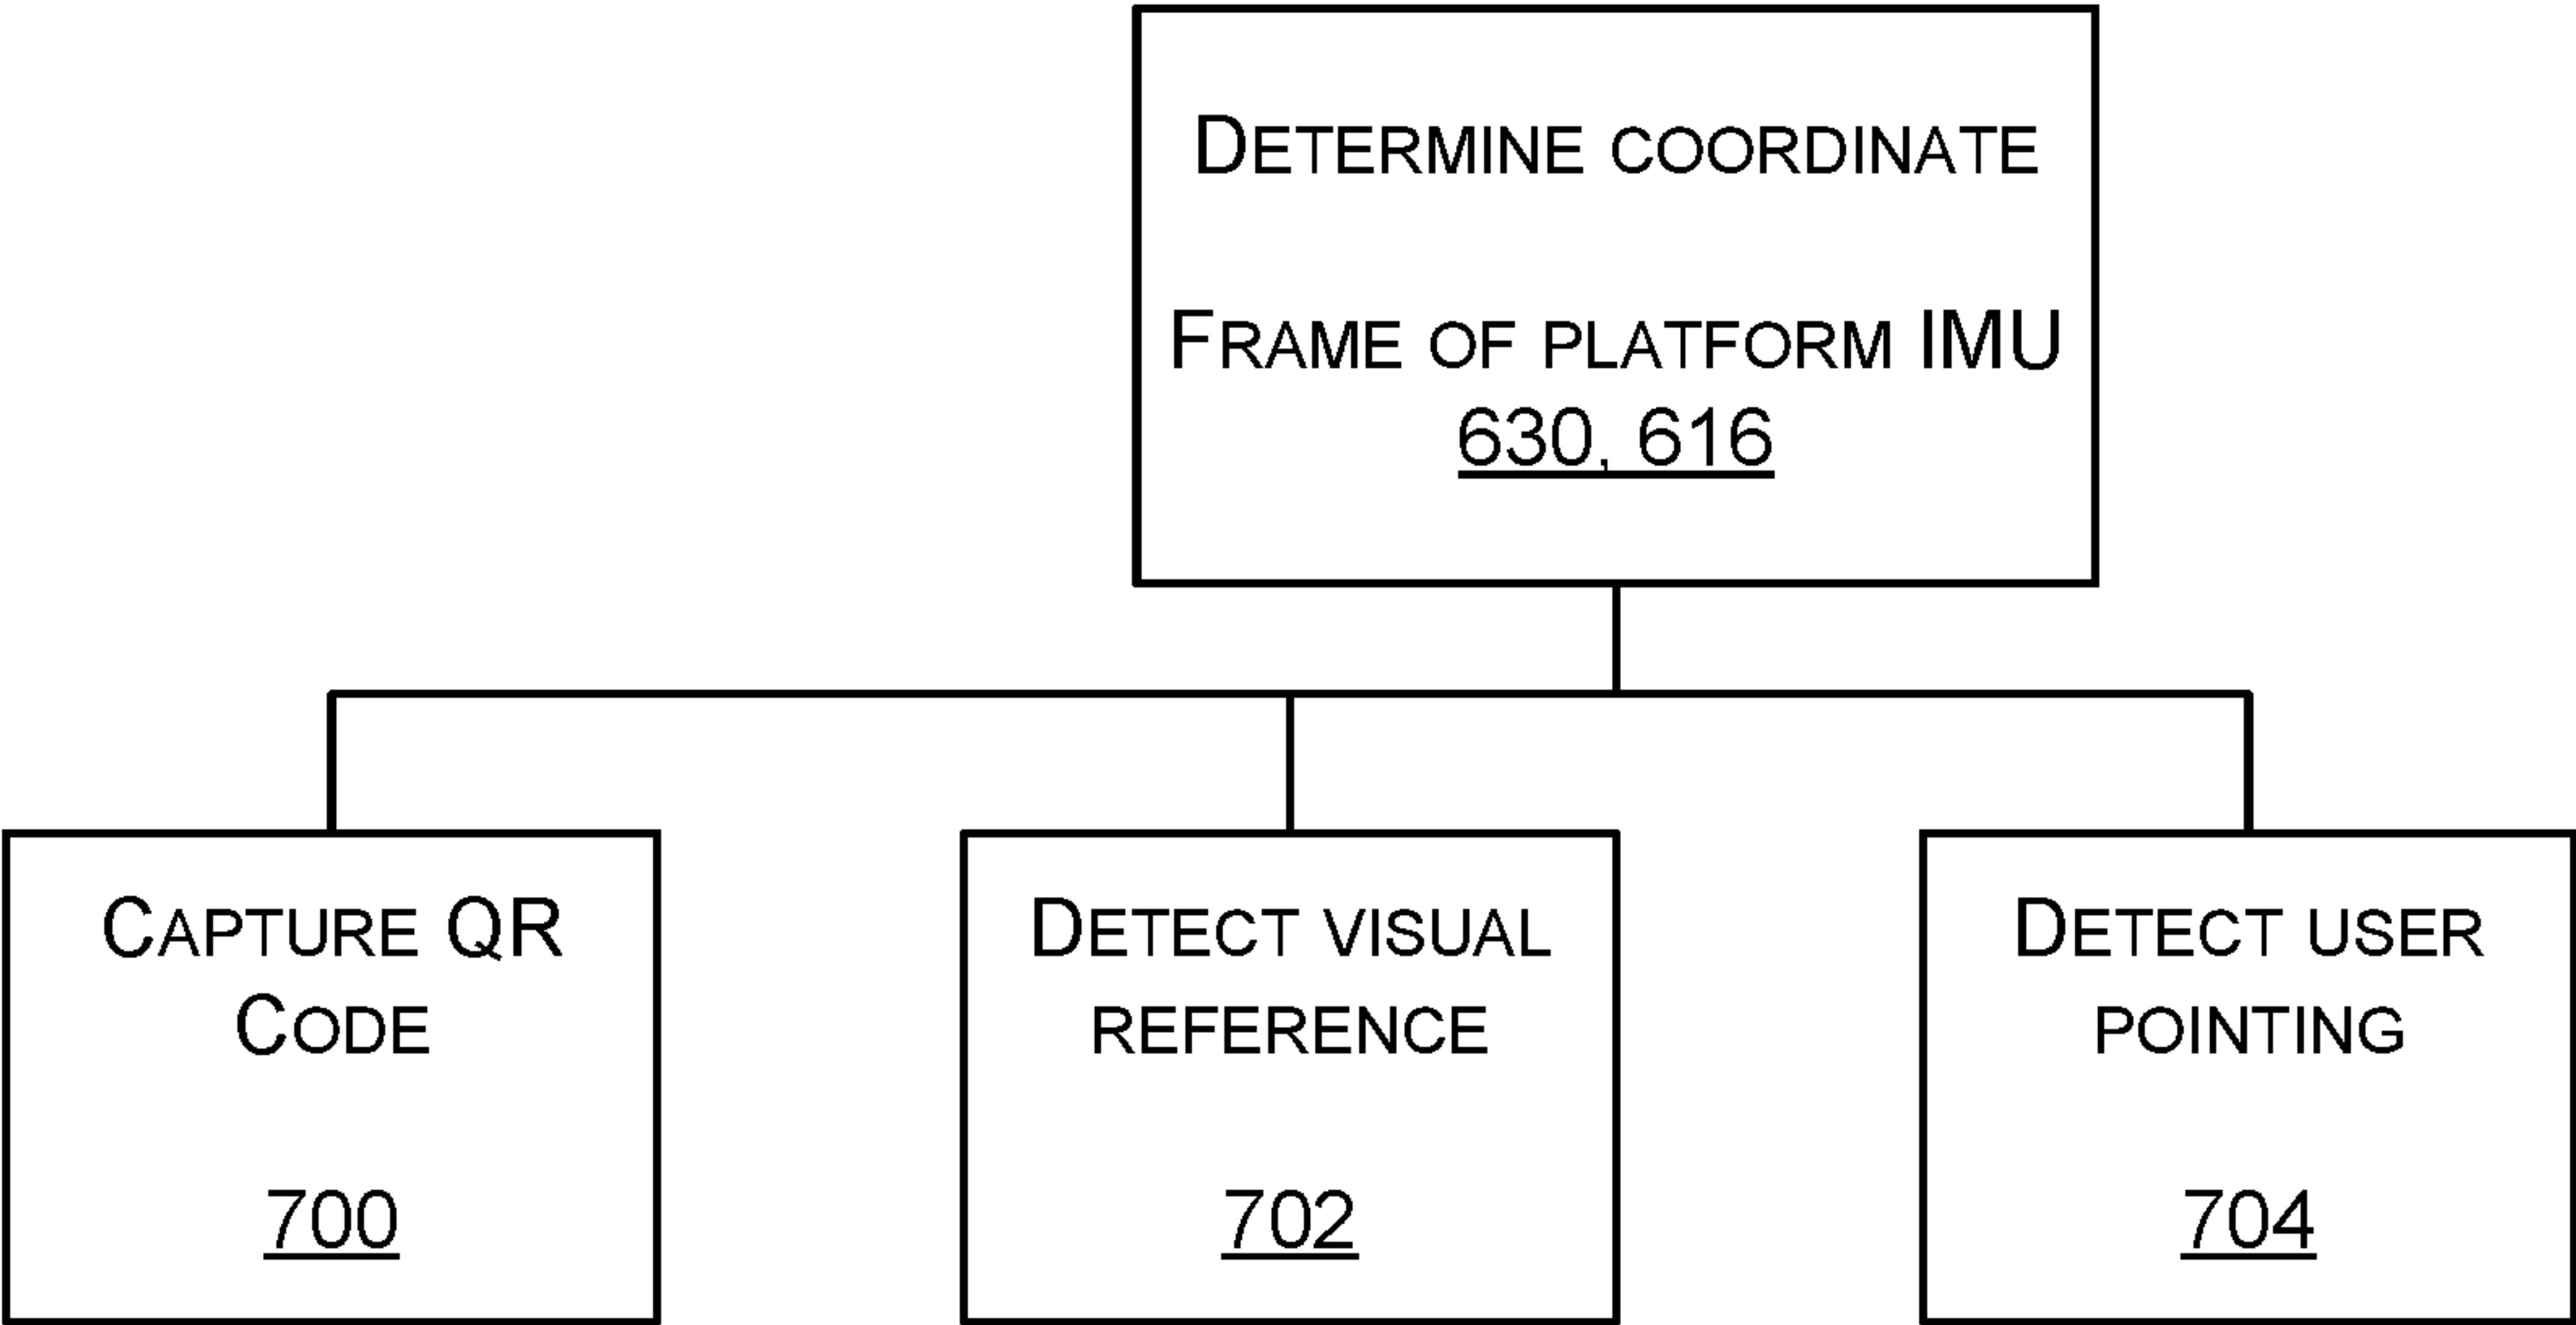 DETERMINE COORDINATE
FRAME OF PLATFORM IMU
630, 616
CAPTURE QR
CODE
700
DETECT VISUAL
REFERENCE
702
DETECT USER
POINTING
704